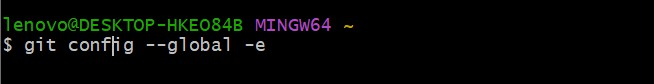 lenovo@DESKTOP-HKEO84B MINGW64 ~
$ git config --global -e